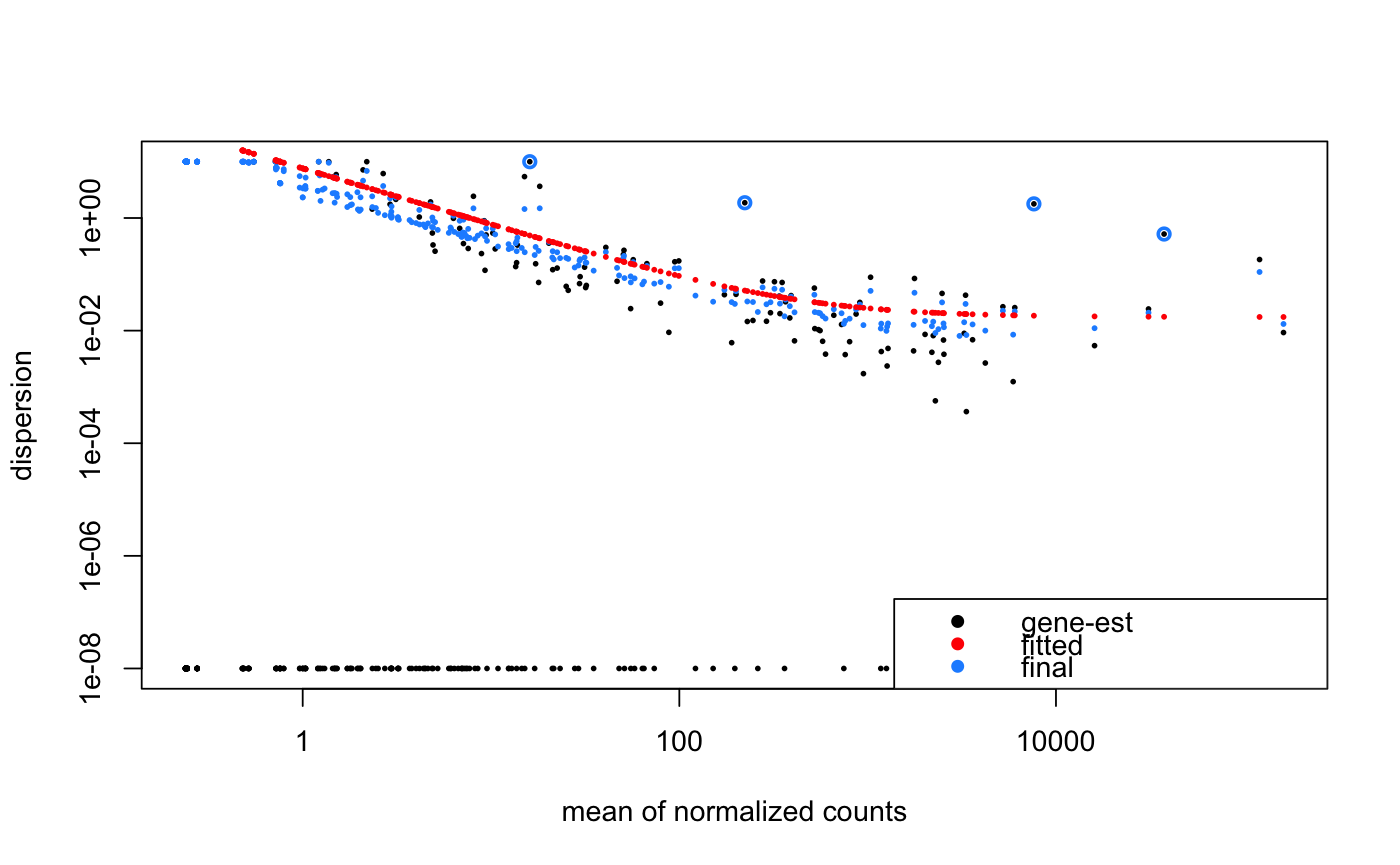 1e+00
1e-02
1e-04
1e-06
1e-08
dispersion
gene-est
fitted
final
1
100
10000
mean of normalized counts